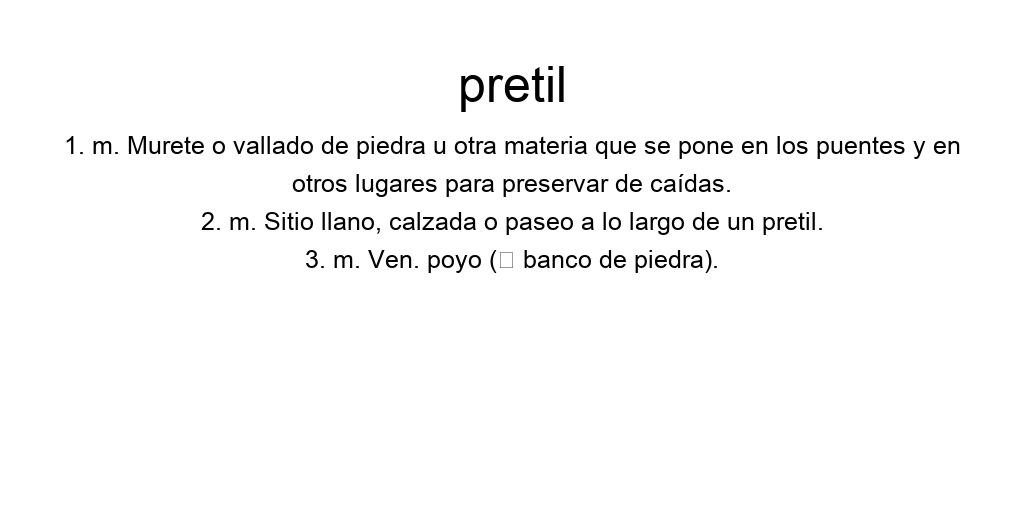 pretil
1. m. Murete o vallado de piedra u otra materia que se pone en los puentes y en
otros lugares para preservar de caídas.
2. m. Sitio llano, calzada o paseo a lo largo de un pretil.
3. m. Ven. poyo (□ banco de piedra).